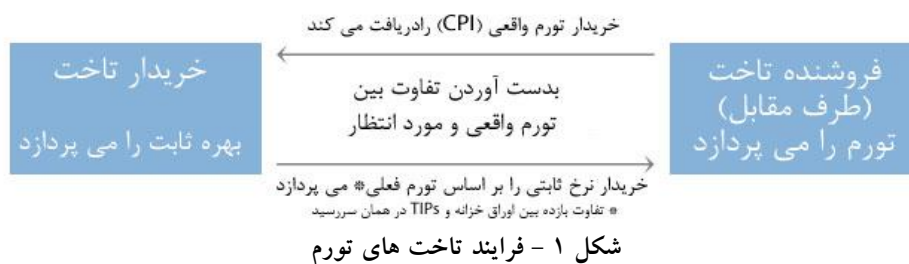 خریدار تورم واقعی (CPI) رادریافت می کند
فروشنده تاخت
(طرف مقابل)
تورم را می پردازد
بدست آوردن تفاوت بین
تورم واقعی و مورد انتظار
خریدار تاخت
بهره ثابت را می پردازد
خریدار نرخ ثابتی را بر اساس تورم فعلی* می پردازد
* تفاوت بازده بین اوراق خزانه و TIPs در همان سررسید
شکل ۱ - فرایند تاخت های تورم